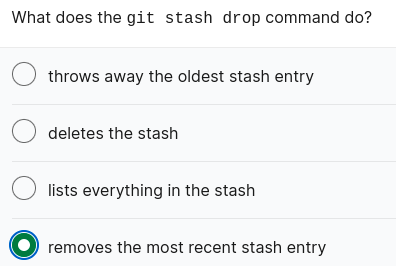 What does the git stash drop command do?
throws away the oldest stash entry
deletes the stash
lists everything in the stash
removes the most recent stash entry